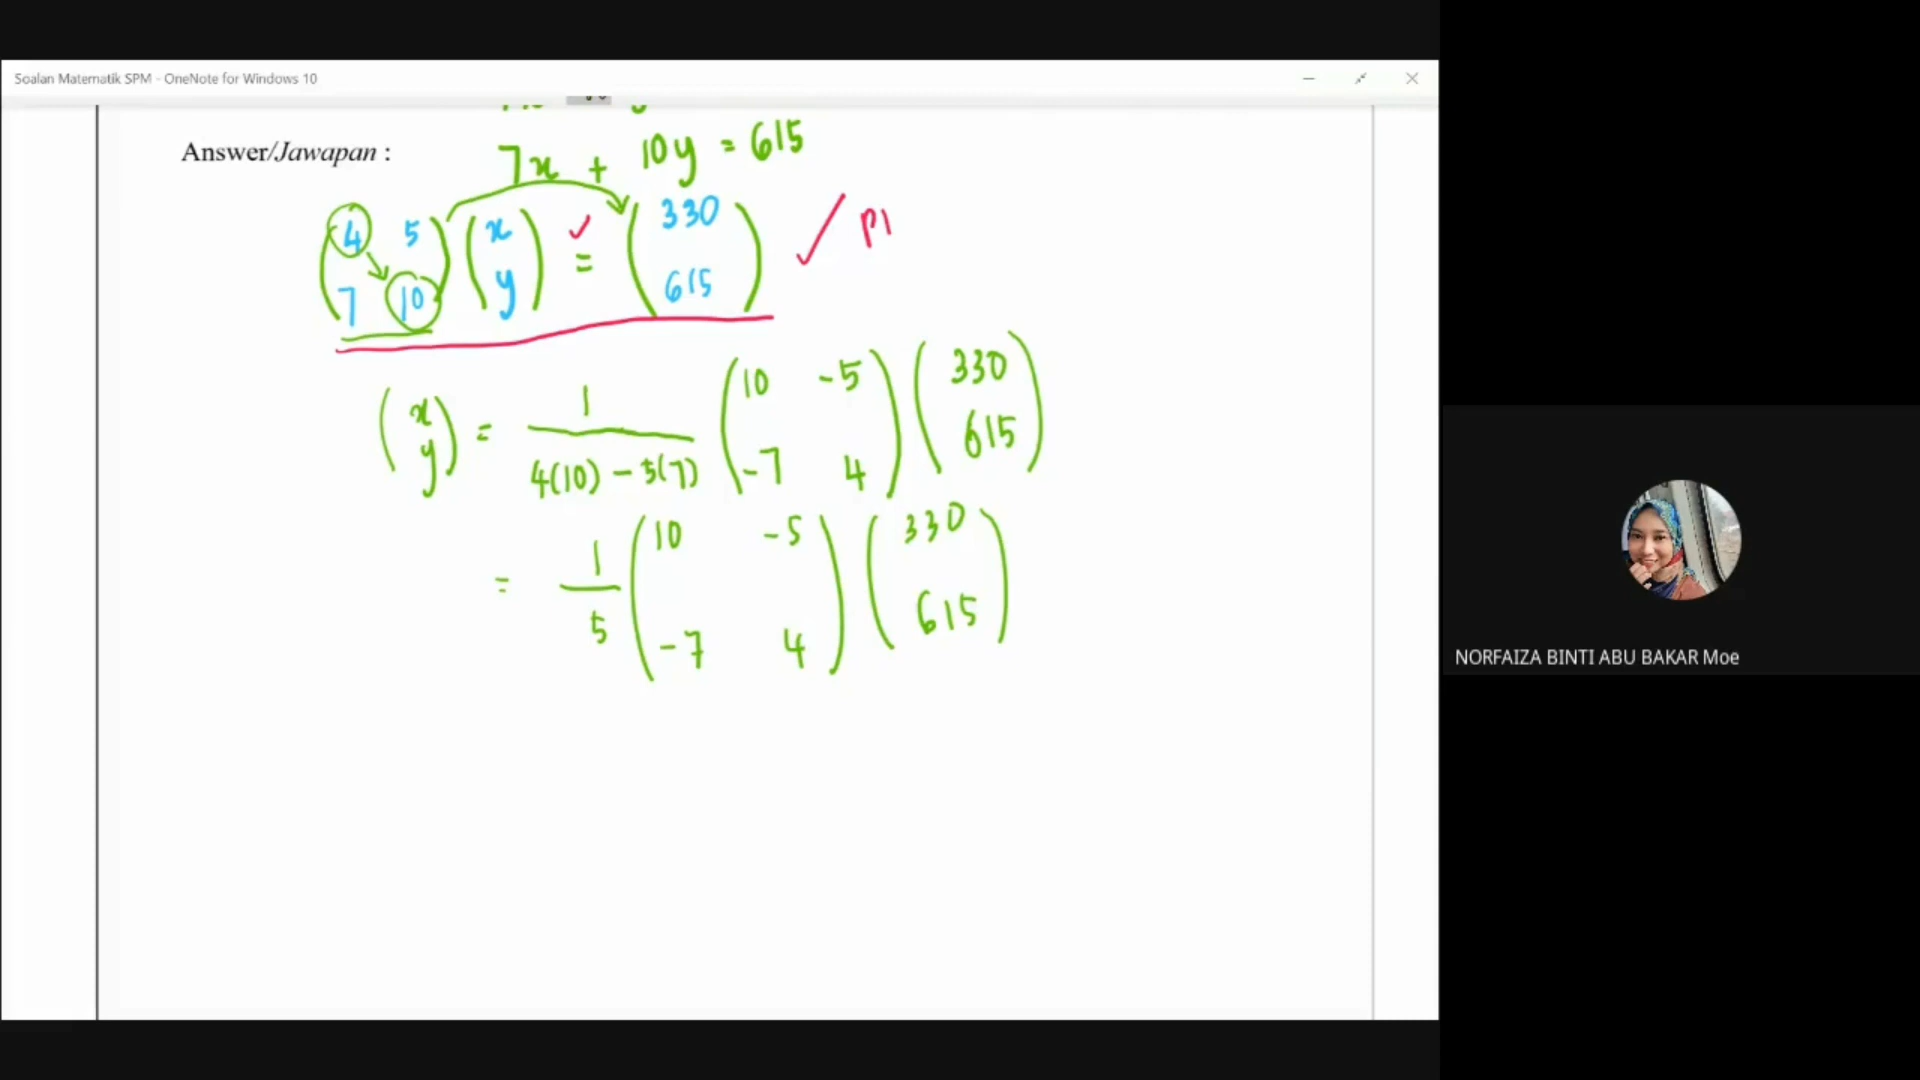 Soalan Matematik SPM - OneNote for Windows 10
Answer/Jawapan :
7x + 10y = 615
(4 5) (x) = (330) ✓ P1
(7 10) (y) (615)
(x) = 1 (10 -5) (330)
(y) 4(10) - 5(7) (-7 4) (615)
= 1 (10 -5) (330)
5 (-7 4) (615)
NORFAIZA BINTI ABU BAKAR Moe